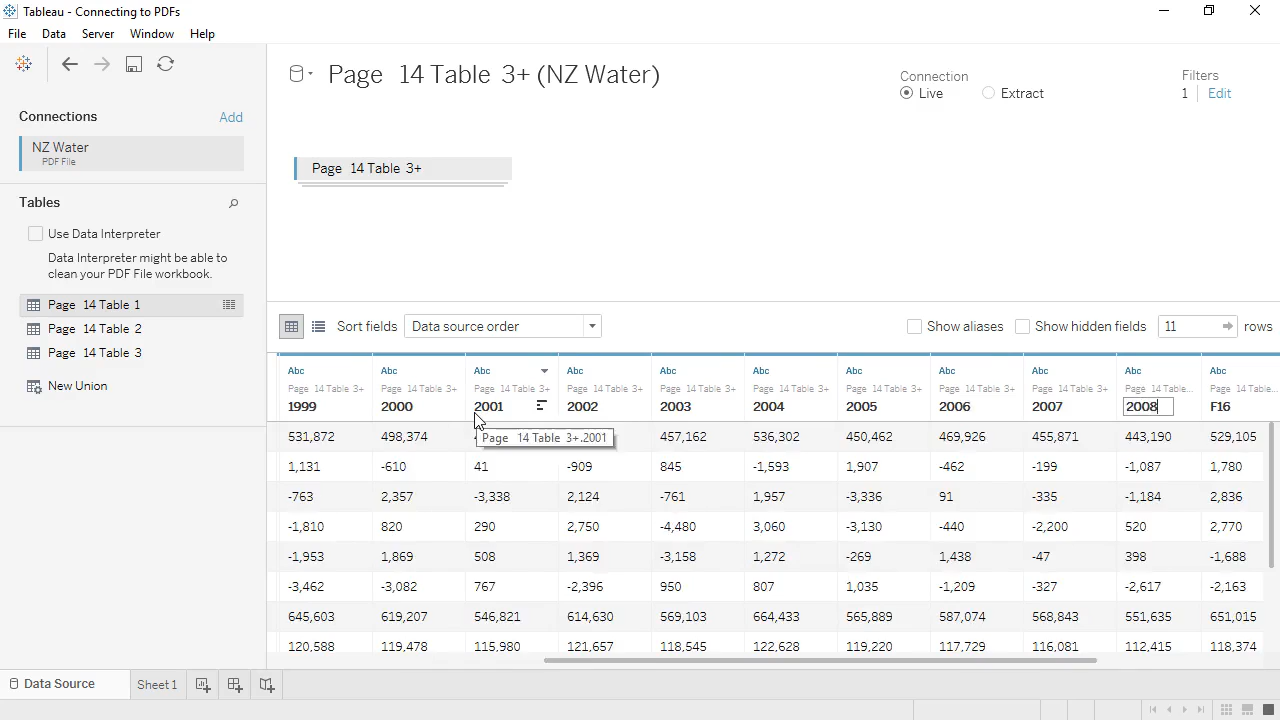 Tableau - Connecting to PDFs
File Data Server Window Help
Connections Add
NZ Water
PDF File
Tables
Use Data Interpreter
Data Interpreter might be able to
clean your PDF File workbook.
Page 14 Table 1
Page 14 Table 2
Page 14 Table 3
New Union
Page 14 Table 3+ (NZ Water)
Connection
Live Extract
Filters
1 Edit
Page 14 Table 3+
Sort fields Data source order Show aliases Show hidden fields 11 rows
Abc Abc Abc Abc Abc Abc Abc Abc Abc Abc Abc
Page 14 Table 3+ Page 14 Table 3+ Page 14 Table 3+ Page 14 Table 3+ Page 14 Table 3+ Page 14 Table 3+ Page 14 Table 3+ Page 14 Table 3+ Page 14 Table 3+ Page 14 Table... Page 14 Table...
1999 2000 2001 2002 2003 2004 2005 2006 2007 2008 F16
531,872 498,374 457,162 536,302 450,462 469,926 455,871 443,190 529,105
Page 14 Table 3+.2001
1,131 -610 41 -909 845 -1,593 1,907 -462 -199 -1,087 1,780
-763 2,357 -3,338 2,124 -761 1,957 -3,336 91 -335 -1,184 2,836
-1,810 820 290 2,750 -4,480 3,060 -3,130 -440 -2,200 520 2,770
-1,953 1,869 508 1,369 -3,158 1,272 -269 1,438 -47 398 -1,688
-3,462 -3,082 767 -2,396 950 807 1,035 -1,209 -327 -2,617 -2,163
645,603 619,207 546,821 614,630 569,103 664,433 565,889 587,074 568,843 551,635 651,015
120,588 119,478 115,980 121,657 118,545 122,628 119,220 117,729 116,081 112,415 118,374
Data Source Sheet 1